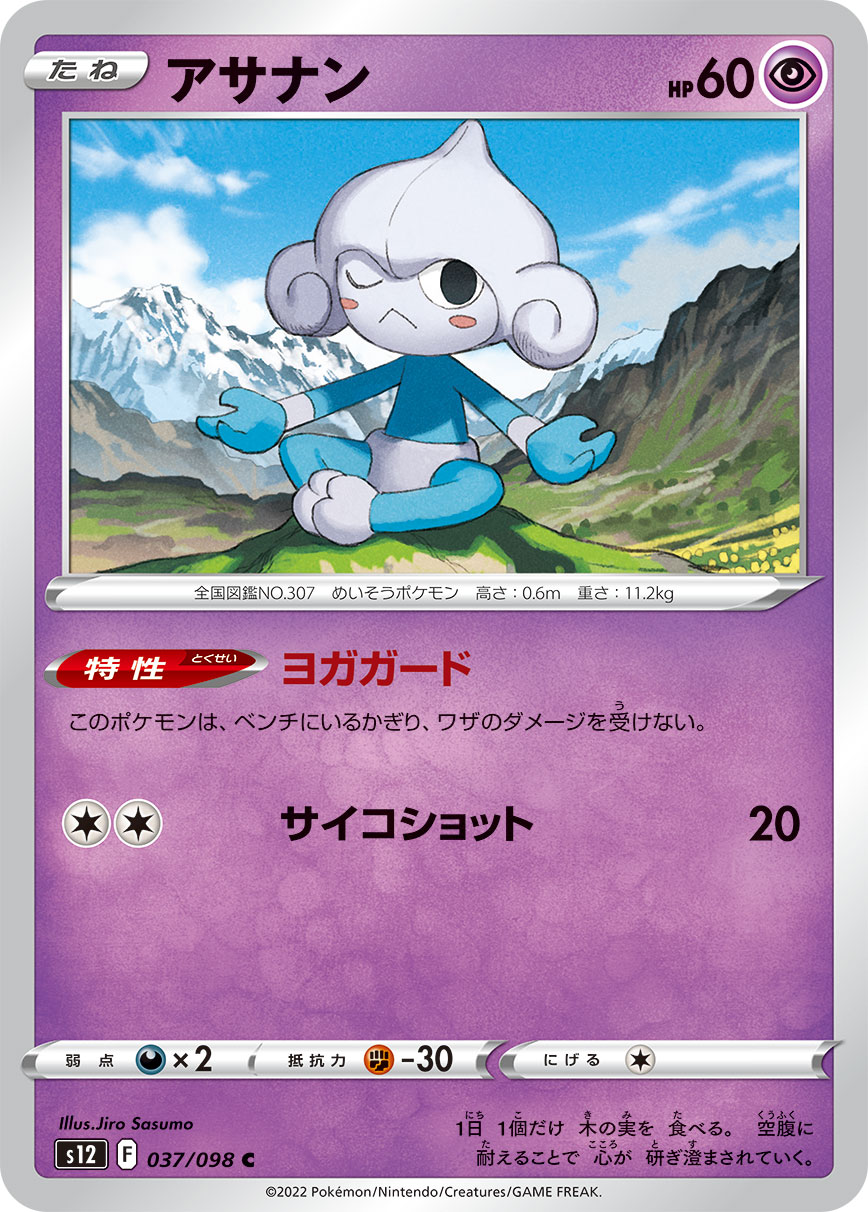 たね アサナン HP60
全国図鑑NO.307 めいそうポケモン 高さ：0.6m 重さ：11.2kg
特性 とくせい ヨガガード
このポケモンは、ベンチにいるかぎり、ワザのダメージを受けない。
サイコショット 20
弱点 ×2 抵抗力 -30 にげる
Illus.Jiro Sasumo
1日 1個だけ 木の実を 食べる。 空腹に
耐えることで 心が 研ぎ澄まされていく。
s12 F 037/098 C
©2022 Pokémon/Nintendo/Creatures/GAME FREAK.